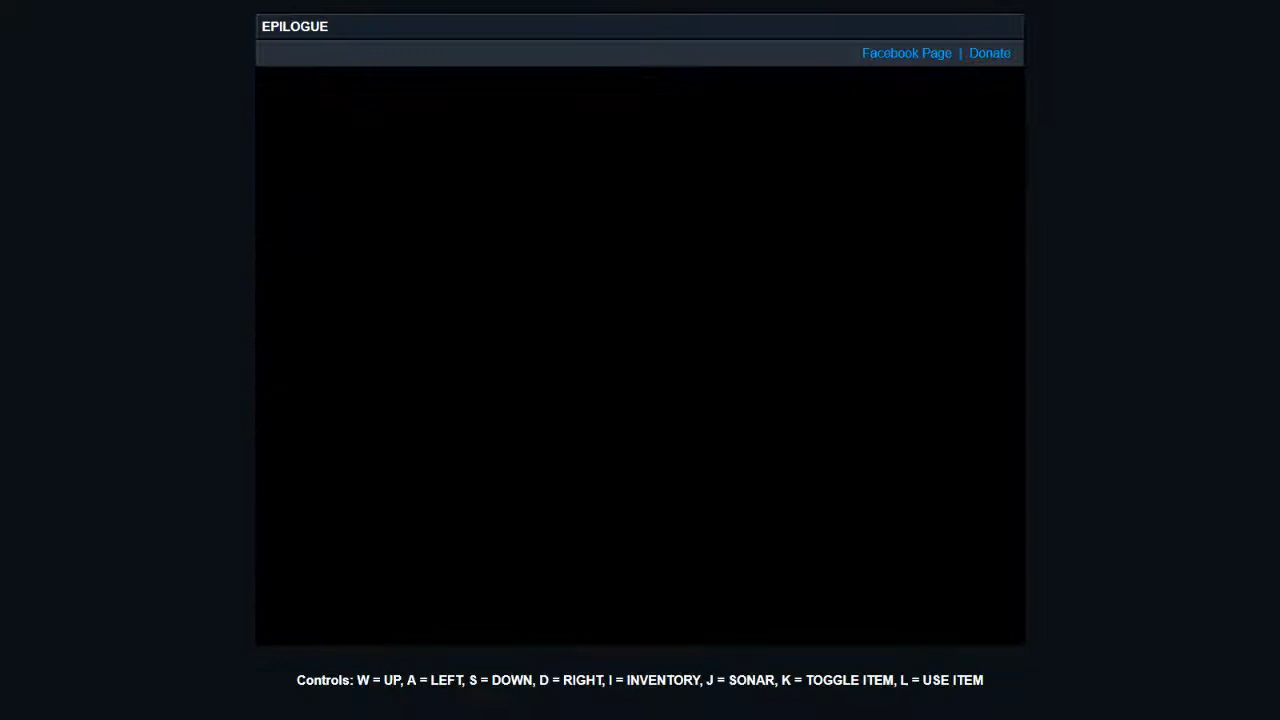 EPILOGUE
Facebook Page | Donate
Controls: W = UP, A = LEFT, S = DOWN, D = RIGHT, I = INVENTORY, J = SONAR, K = TOGGLE ITEM, L = USE ITEM